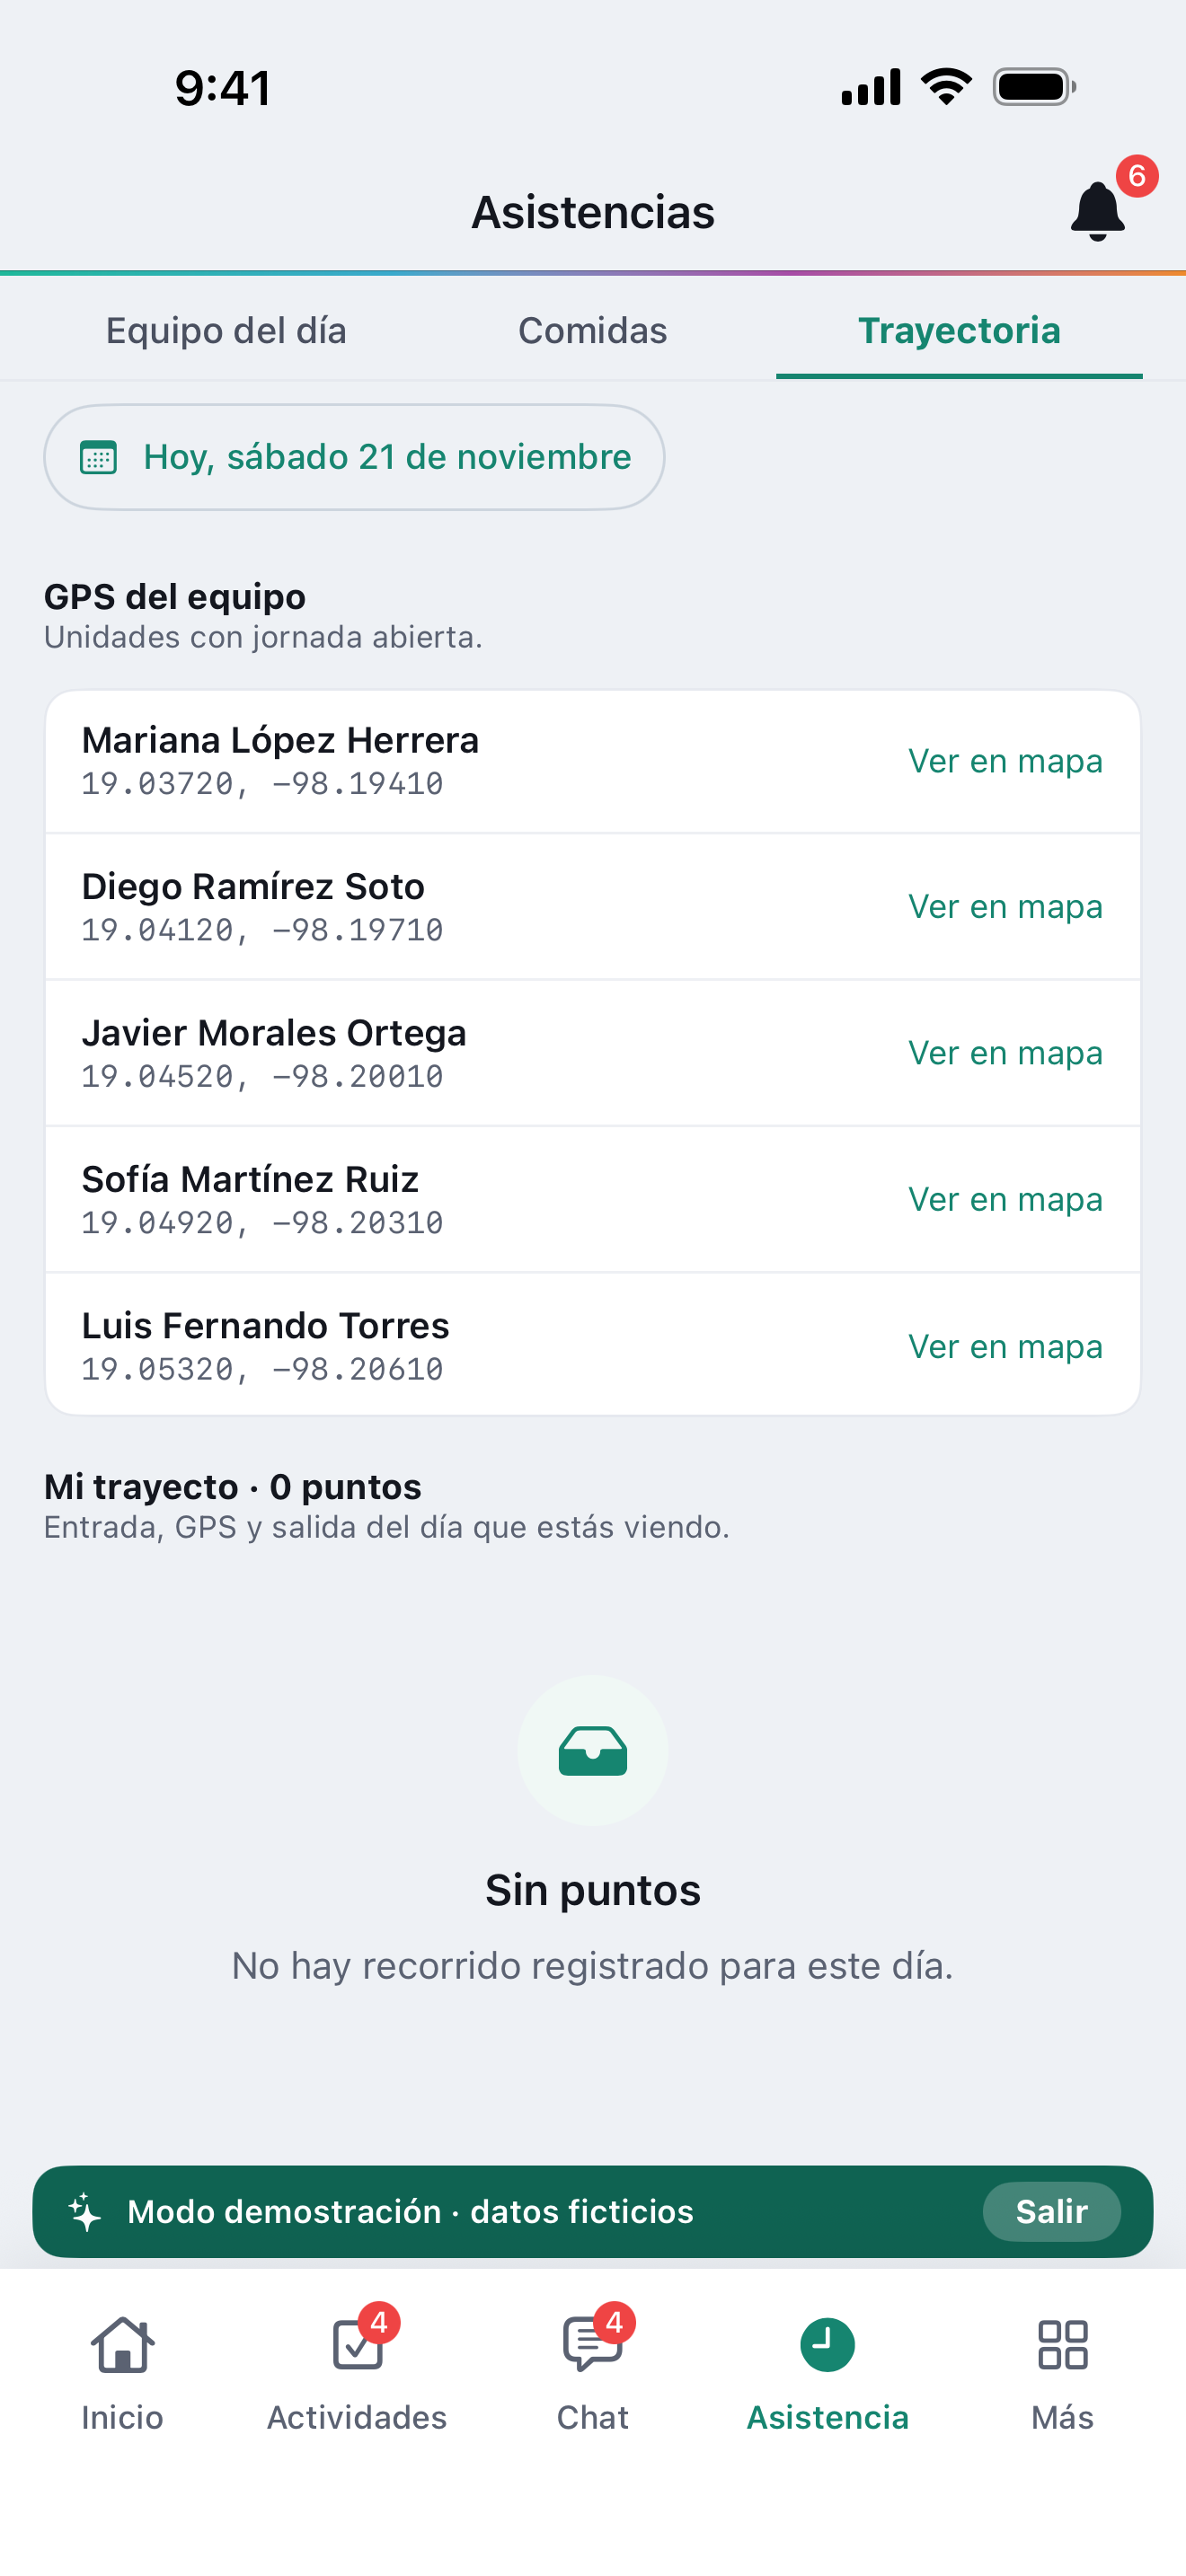 9:41
6
Asistencias
Equipo del día
Comidas
Trayectoria
Hoy, sábado 21 de noviembre
GPS del equipo
Unidades con jornada abierta.
Mariana López Herrera
19.03720, −98.19410
Ver en mapa
Diego Ramírez Soto
19.04120, −98.19710
Ver en mapa
Javier Morales Ortega
19.04520, −98.20010
Ver en mapa
Sofía Martínez Ruiz
19.04920, −98.20310
Ver en mapa
Luis Fernando Torres
19.05320, −98.20610
Ver en mapa
Mi trayecto · 0 puntos
Entrada, GPS y salida del día que estás viendo.
Sin puntos
No hay recorrido registrado para este día.
Modo demostración · datos ficticios
Salir
4
4
Inicio
Actividades
Chat
Asistencia
Más